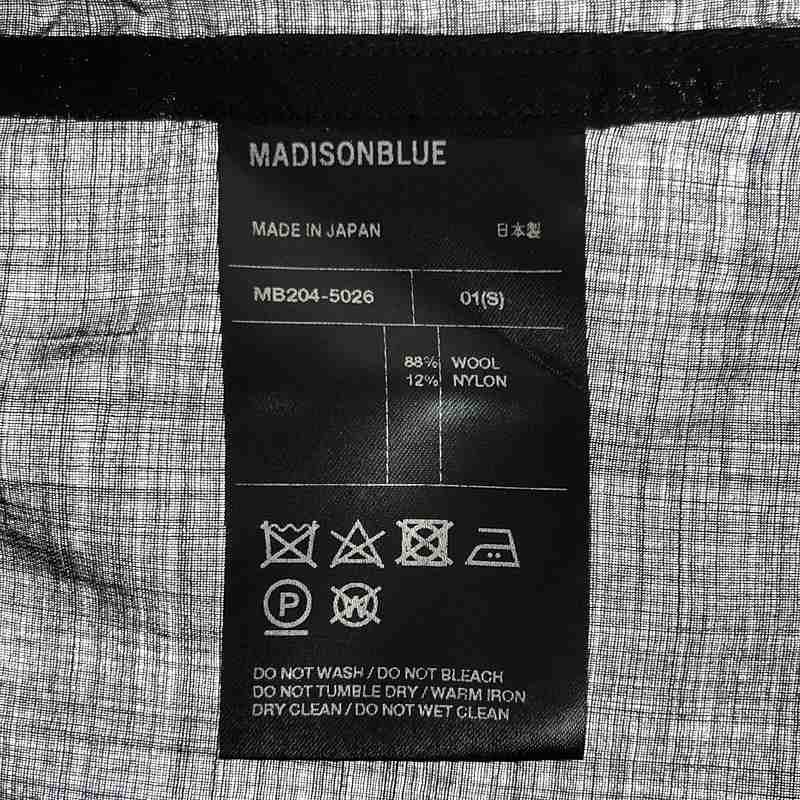 MADISONBLUE
MADE IN JAPAN 日本製
MB204-5026 01(S)
88% WOOL
12% NYLON
P W
DO NOT WASH / DO NOT BLEACH
DO NOT TUMBLE DRY / WARM IRON
DRY CLEAN / DO NOT WET CLEAN